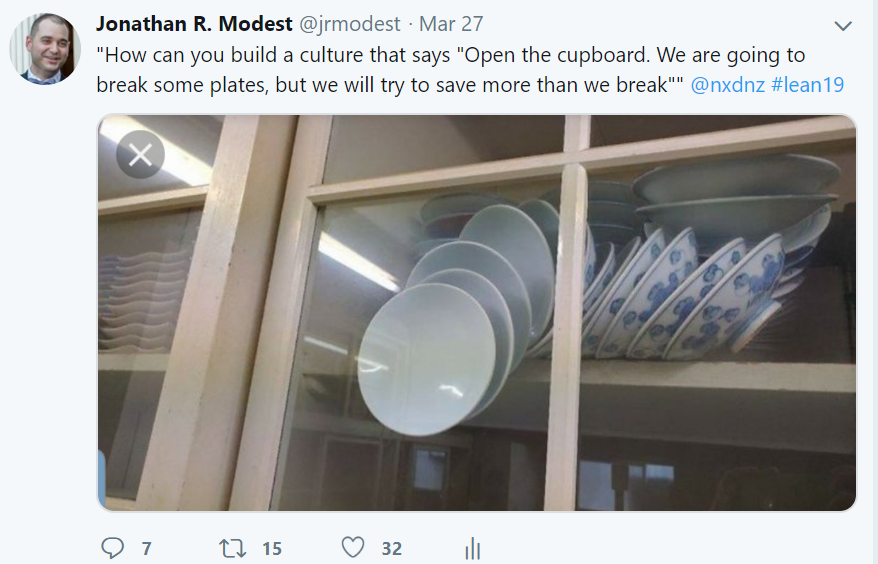 Jonathan R. Modest @jrmodest · Mar 27
"How can you build a culture that says "Open the cupboard. We are going to
break some plates, but we will try to save more than we break"" @nxdnz #lean19
7 15 32